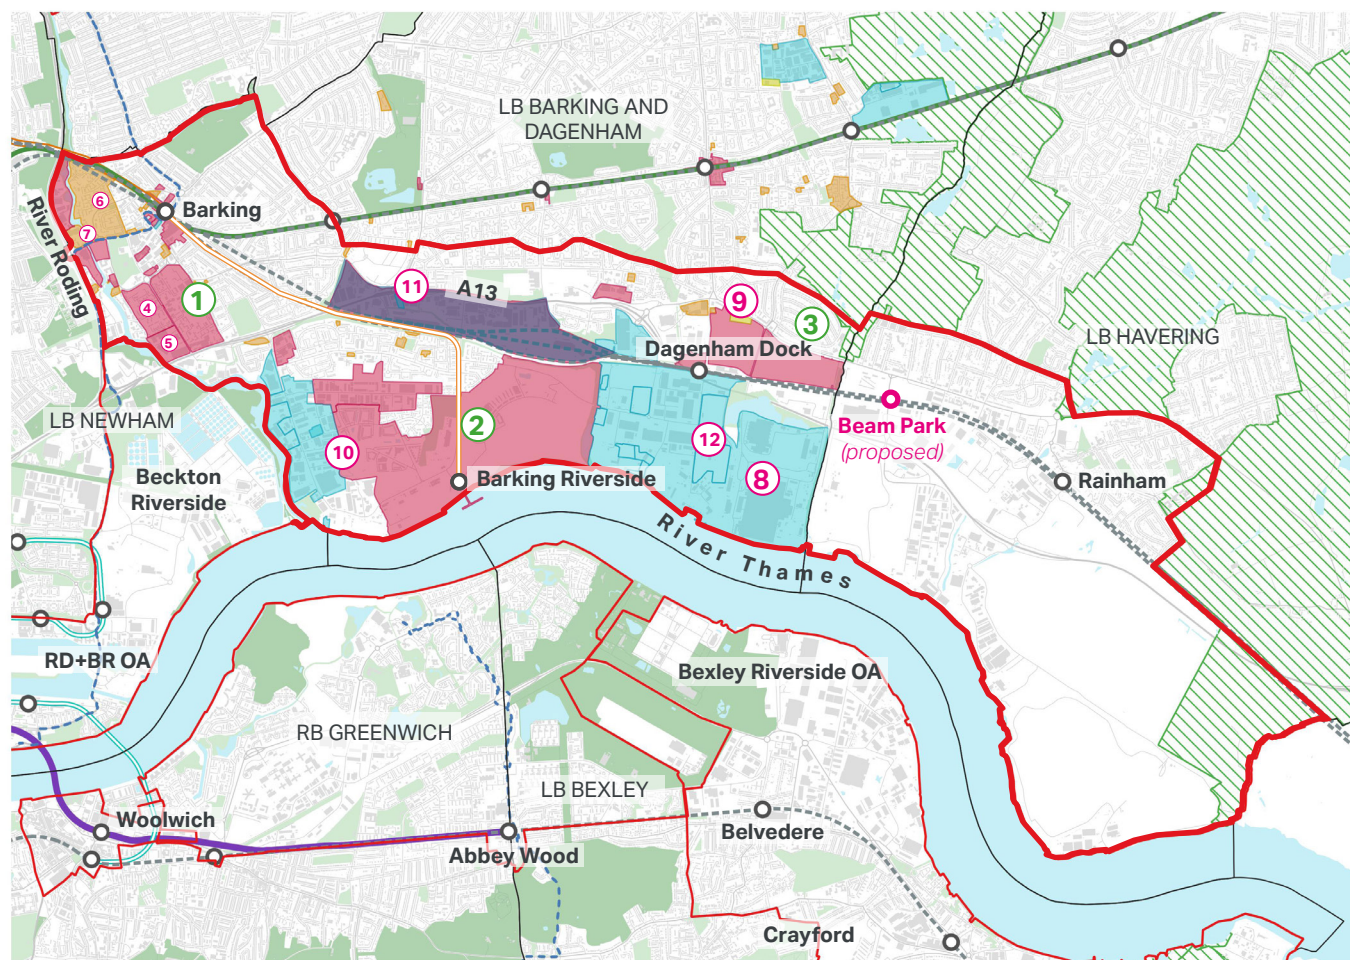 LB BARKING AND
DAGENHAM
6
Barking
River Roding
7
11
A13
1
4
5
9
3
Dagenham Dock
LB HAVERING
LB NEWHAM
Beam Park
(proposed)
2
10
12
8
Beckton
Riverside
Barking Riverside
Rainham
River Thames
RD+BR OA
Bexley Riverside OA
RB GREENWICH
LB BEXLEY
Woolwich
Belvedere
Abbey Wood
Crayford